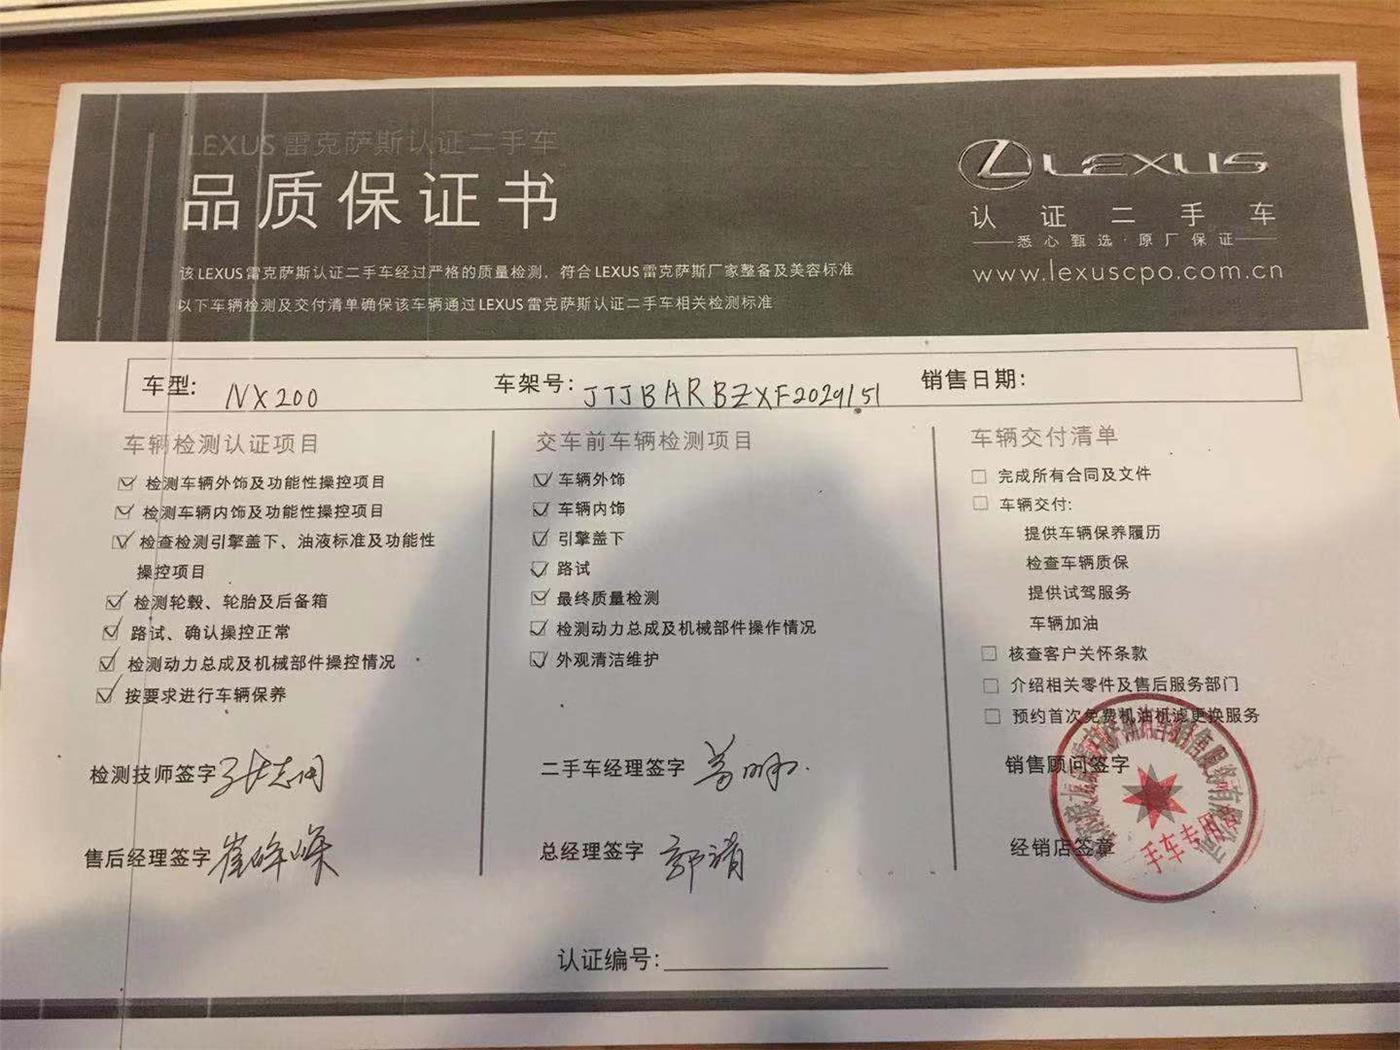 LEXUS雷克萨斯认证二手车
品质保证书
该LEXUS雷克萨斯认证二手车经过严格的质量检测，符合LEXUS雷克萨斯厂家整备及美容标准
以下车辆检测及交付清单确保该车辆通过LEXUS雷克萨斯认证二手车相关检测标准
LEXUS
认证二手车
悉心甄选·原厂保证
www.lexuscpo.com.cn
车型: NX200 车架号: JTJBARBZXF2029151 销售日期:
车辆检测认证项目
检测车辆外饰及功能性操控项目
检测车辆内饰及功能性操控项目
检查检测引擎盖下、油液标准及功能性
操控项目
检测轮毂、轮胎及后备箱
路试、确认操控正常
检测动力总成及机械部件操控情况
按要求进行车辆保养
检测技师签字
售后经理签字
交车前车辆检测项目
车辆外饰
车辆内饰
引擎盖下
路试
最终质量检测
检测动力总成及机械部件操作情况
外观清洁维护
二手车经理签字
总经理签字 郭靖
车辆交付清单
完成所有合同及文件
车辆交付:
提供车辆保养履历
检查车辆质保
提供试驾服务
车辆加油
核查客户关怀条款
介绍相关零件及售后服务部门
预约首次免费机油机滤更换服务
销售顾问签字
经销店签章
手车专用
认证编号: